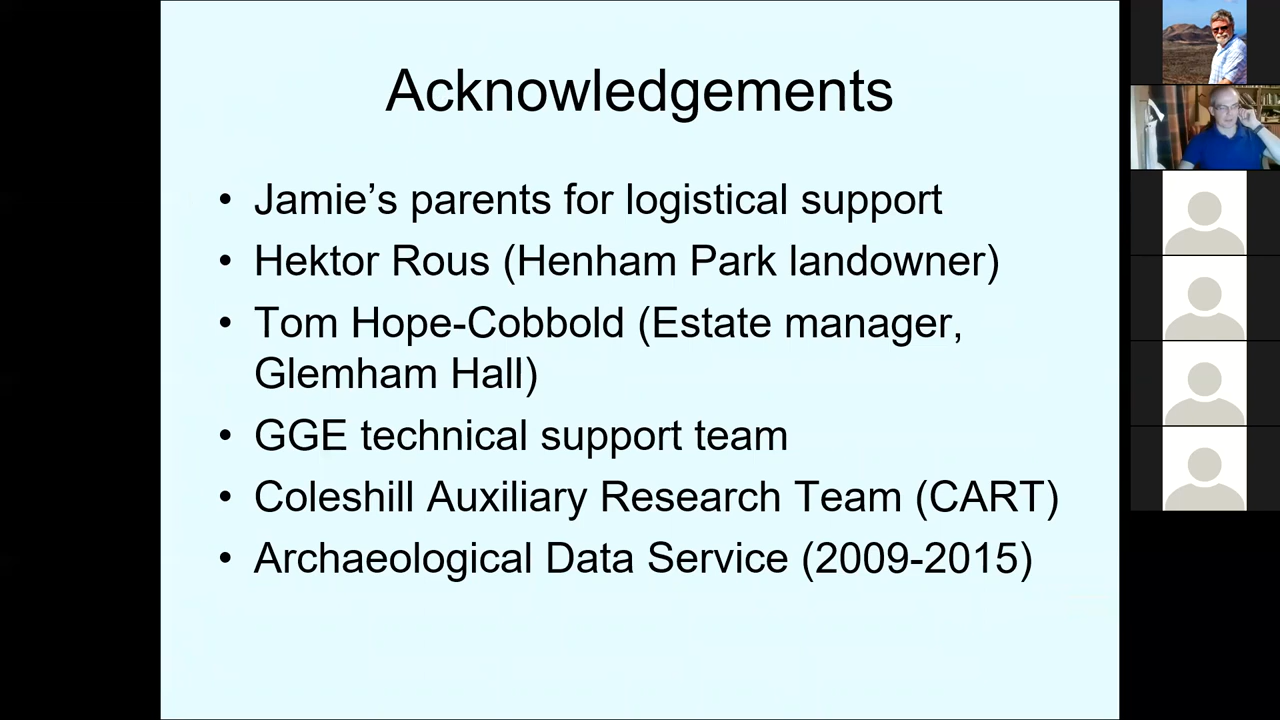 Acknowledgements
• Jamie’s parents for logistical support
• Hektor Rous (Henham Park landowner)
• Tom Hope-Cobbold (Estate manager,
Glemham Hall)
• GGE technical support team
• Coleshill Auxiliary Research Team (CART)
• Archaeological Data Service (2009-2015)